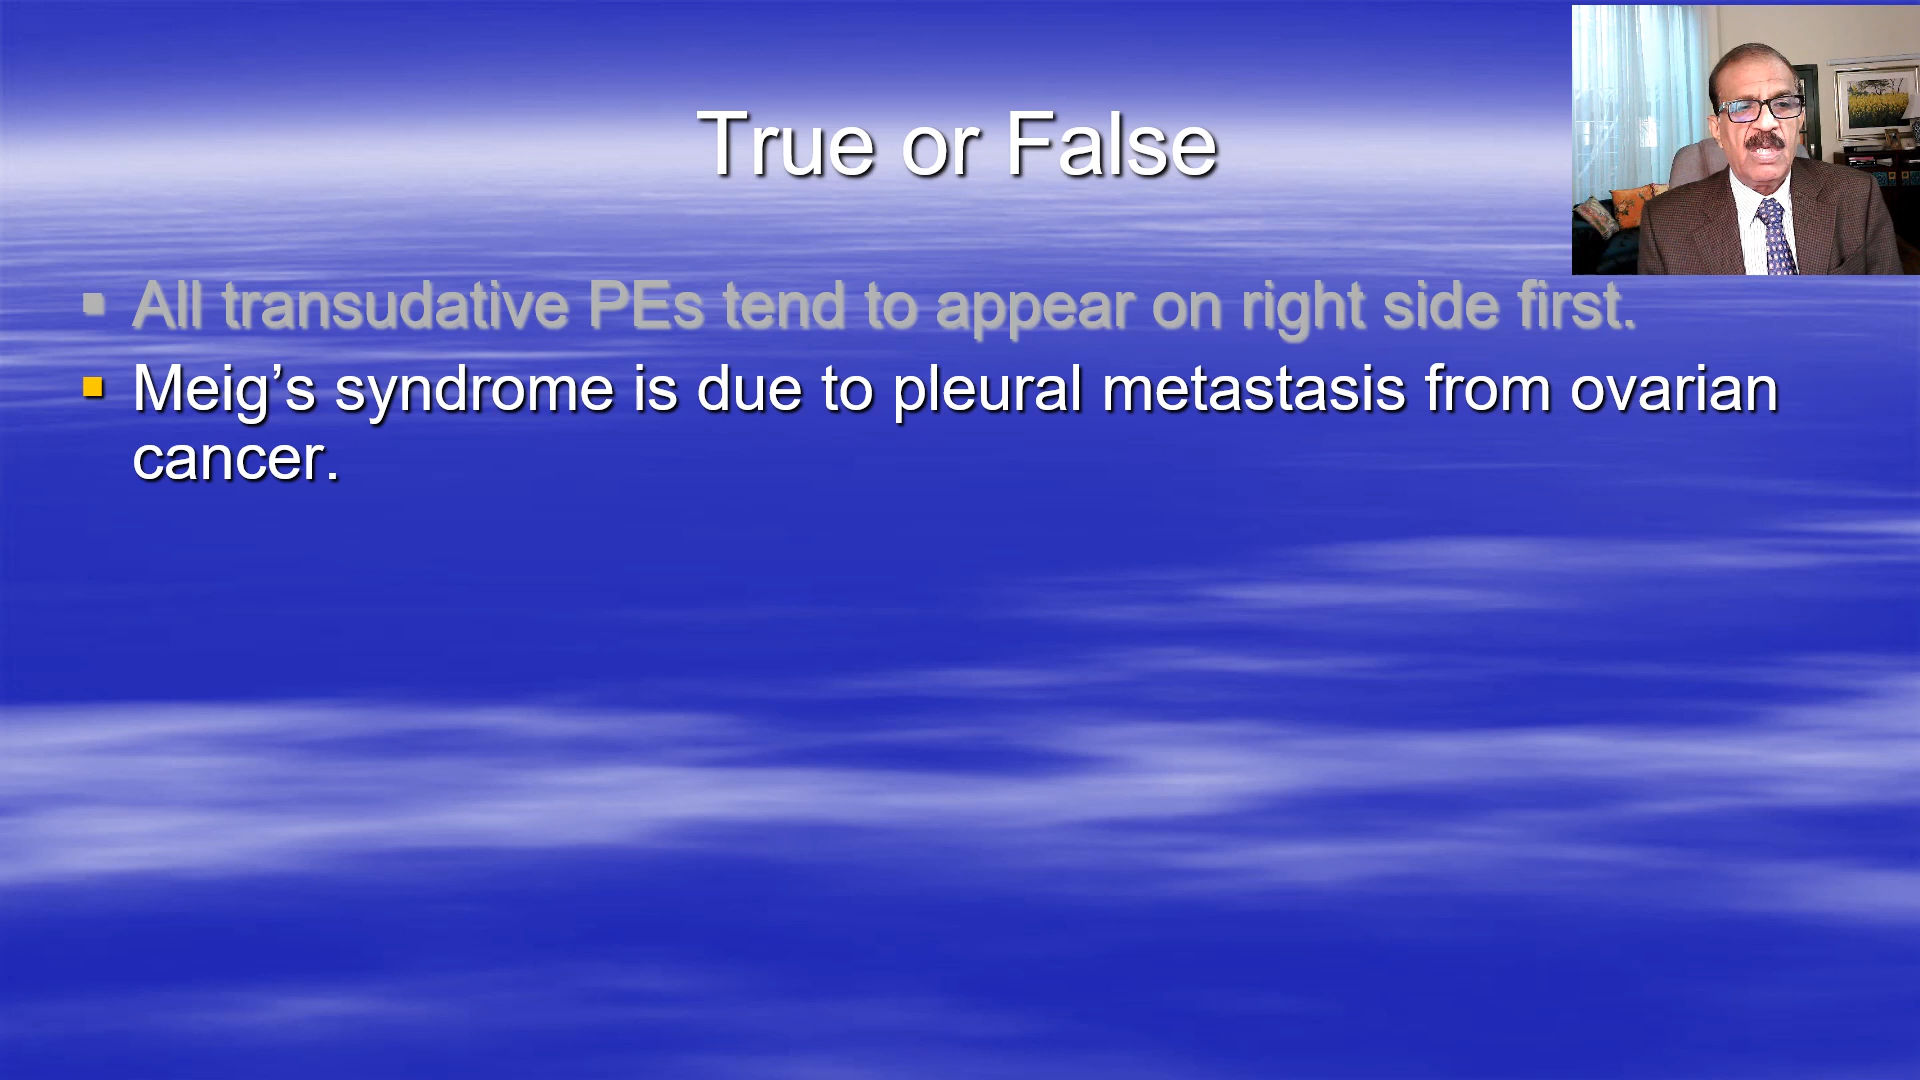 True or False
All transudative PEs tend to appear on right side first.
Meig’s syndrome is due to pleural metastasis from ovarian
cancer.